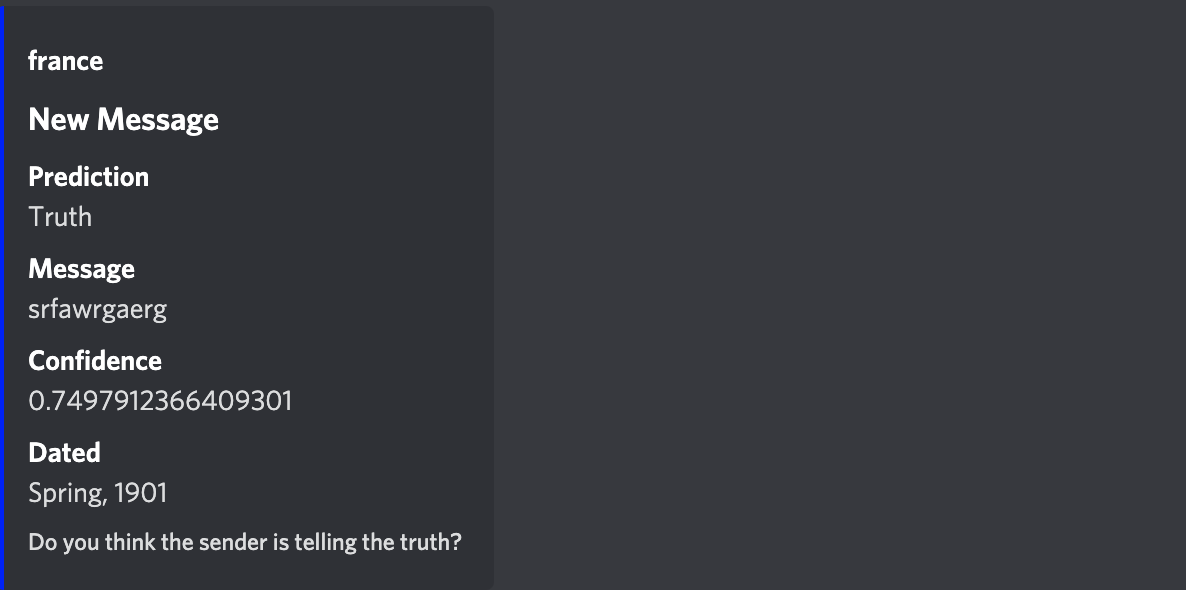 france
New Message
Prediction
Truth
Message
srfawrgaerg
Confidence
0.7497912366409301
Dated
Spring, 1901
Do you think the sender is telling the truth?